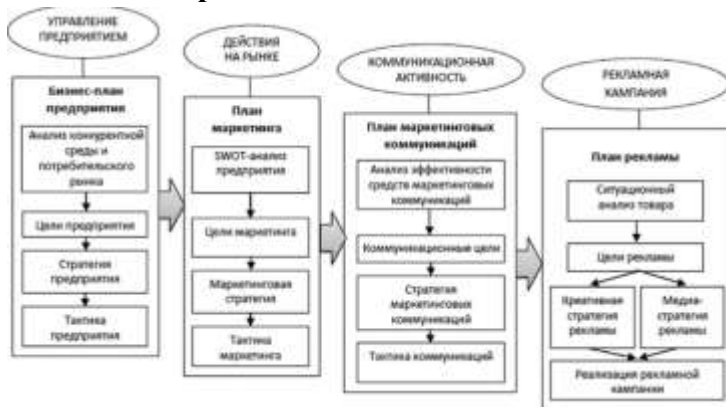 УПРАВЛЕНИЕ
ПРЕДПРИЯТИЕМ
Бизнес-план
предприятия
Анализ конкурентной
среды и
потребительского
рынка
Цели предприятия
Стратегия
предприятия
Тактика
предприятия
ДЕЙСТВИЯ
НА РЫНКЕ
План
маркетинга
SWOT-анализ
предприятия
Цели маркетинга
Маркетинговая
стратегия
Тактика
маркетинга
КОММУНИКАЦИОННАЯ
АКТИВНОСТЬ
План маркетинговых
коммуникаций
Анализ эффективности
средств маркетинговых
коммуникаций
Коммуникационные цели
Стратегия
маркетинговых
коммуникаций
Тактика коммуникаций
РЕКЛАМНАЯ
КАМПАНИЯ
План рекламы
Ситуационный
анализ товара
Цели рекламы
Креативная
стратегия
рекламы
Медиа-
стратегия
рекламы
Реализация рекламной
кампании